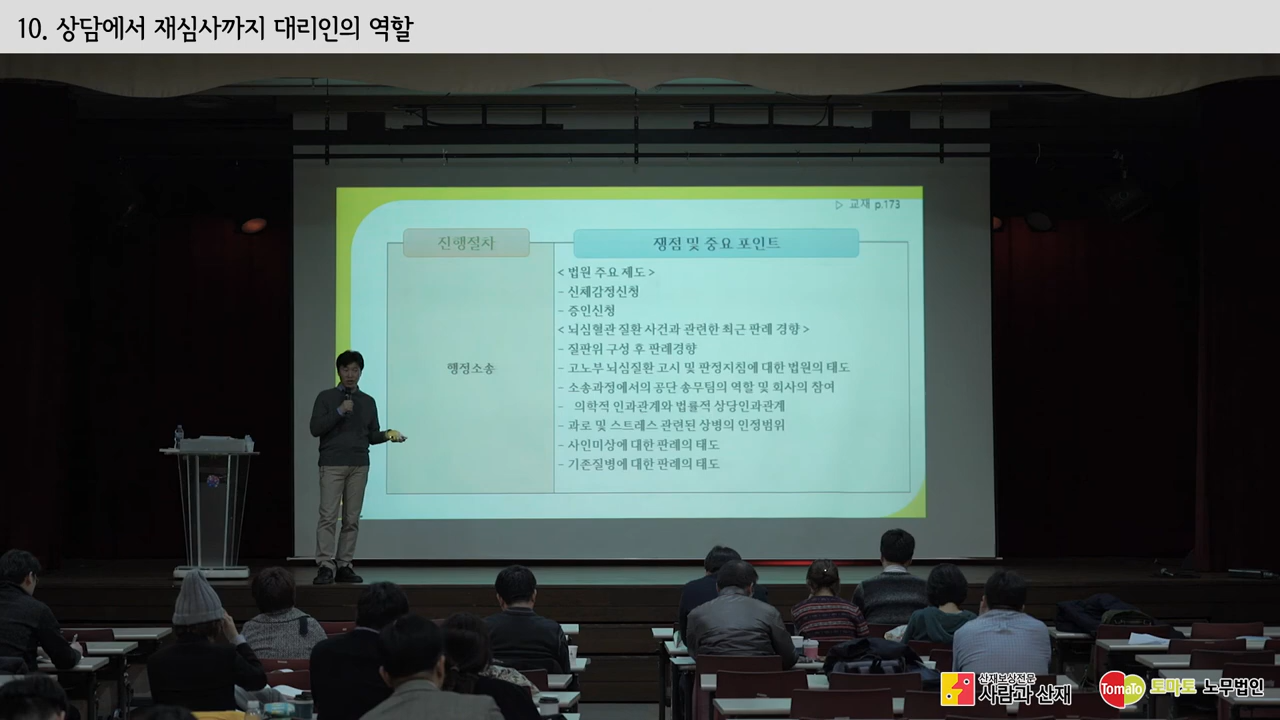 10. 상담에서 재심사까지 대리인의 역할
▷ 교재 p.173
진행절차
쟁점 및 중요 포인트
< 법원 주요 제도 >
- 신체감정신청
- 증인신청
< 뇌심혈관 질환 사건과 관련한 최근 판례 경향 >
- 질판위 구성 후 판례경향
행정소송
- 고노부 뇌심질환 고시 및 판정지침에 대한 법원의 태도
- 소송과정에서의 공단 송무팀의 역할 및 회사의 참여
- 의학적 인과관계와 법률적 상당인과관계
- 과로 및 스트레스 관련된 상병의 인정범위
- 사인미상에 대한 판례의 태도
- 기존질병에 대한 판례의 태도
산재보상전문
사람과 산재
TomaTo 토마토 노무법인